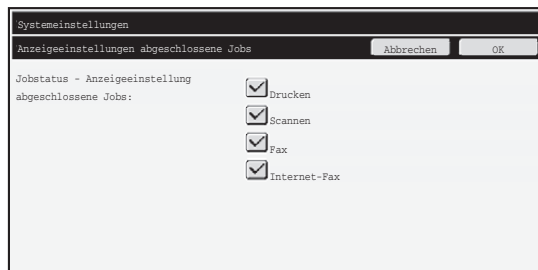 Systemeinstellungen
Anzeigeeinstellungen abgeschlossene Jobs Abbrechen OK
Jobstatus - Anzeigeeinstellung
abgeschlossene Jobs:
Drucken
Scannen
Fax
Internet-Fax